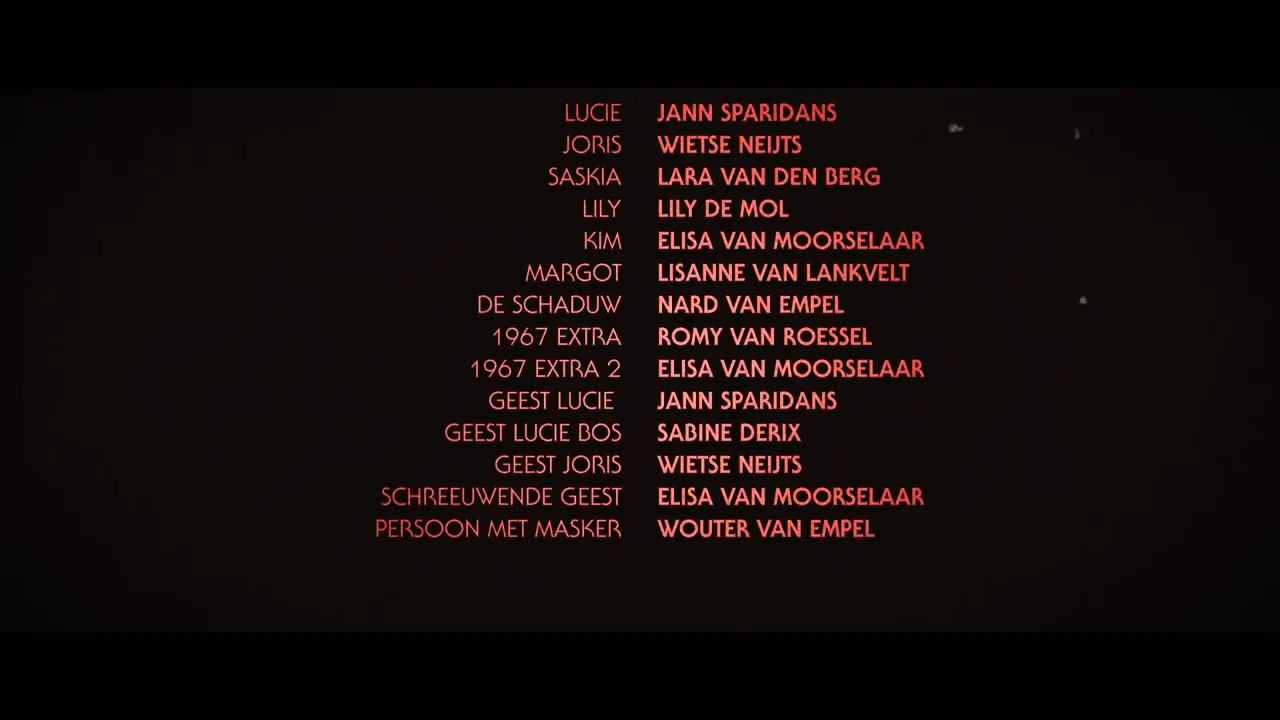 LUCIE JANN SPARIDANS
JORIS WIETSE NEIJTS
SASKIA LARA VAN DEN BERG
LILY LILY DE MOL
KIM ELISA VAN MOORSELAAR
MARGOT LISANNE VAN LANKVELT
DE SCHADUW NARD VAN EMPEL
1967 EXTRA ROMY VAN ROESSEL
1967 EXTRA 2 ELISA VAN MOORSELAAR
GEEST LUCIE JANN SPARIDANS
GEEST LUCIE BOS SABINE DERIX
GEEST JORIS WIETSE NEIJTS
SCHREEUWENDE GEEST ELISA VAN MOORSELAAR
PERSOON MET MASKER WOUTER VAN EMPEL